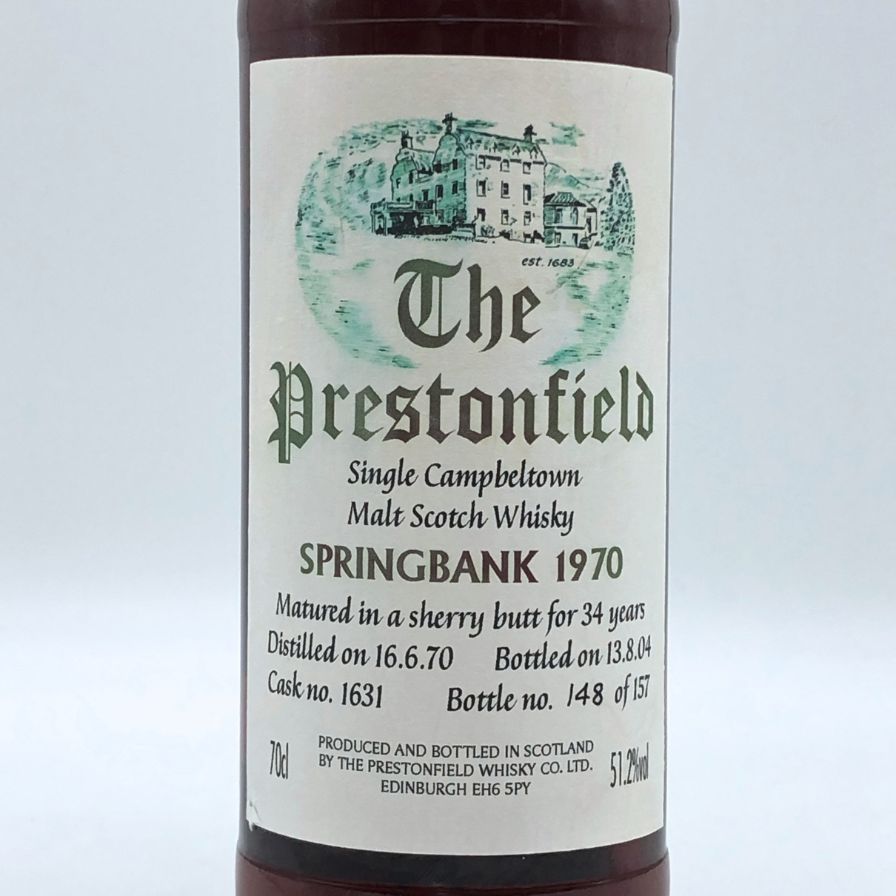 est. 1683
The
Prestonfield
Single Campbeltown
Malt Scotch Whisky
SPRINGBANK 1970
Matured in a sherry butt for 34 years
Distilled on 16.6.70 Bottled on 13.8.04
Cask no. 1631 Bottle no. 148 of 157
70cl
PRODUCED AND BOTTLED IN SCOTLAND
BY THE PRESTONFIELD WHISKY CO. LTD.
EDINBURGH EH6 5PY
51.2%vol